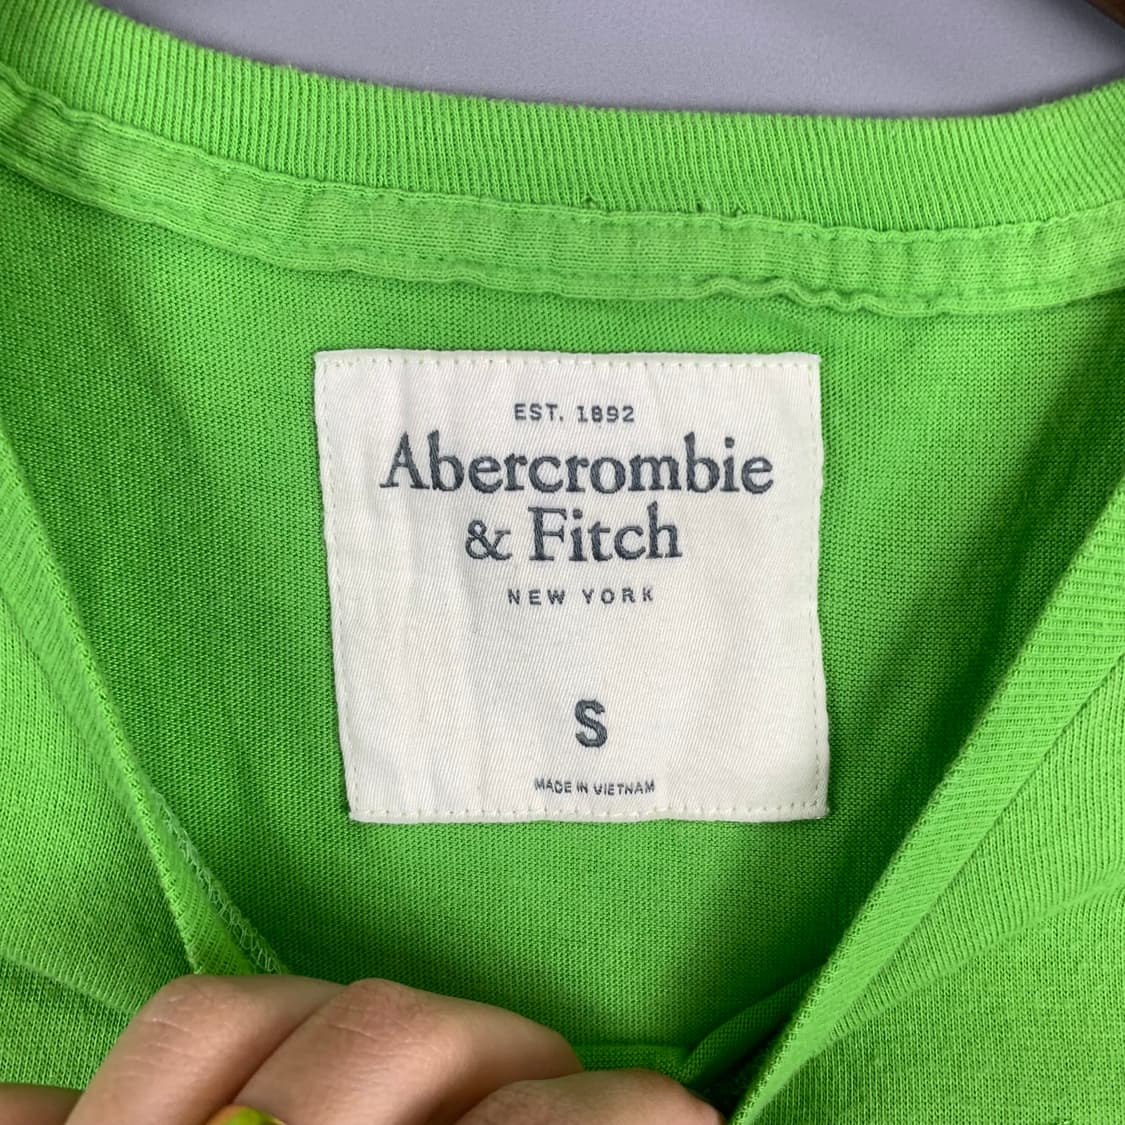 EST. 1892
Abercrombie
& Fitch
NEW YORK
S
MADE IN VIETNAM